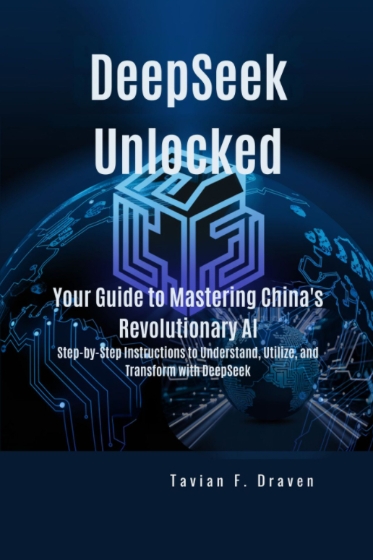 DeepSeek
Unlocked
Your Guide to Mastering China's
Revolutionary AI
Step-by-Step Instructions to Understand, Utilize, and
Transform with DeepSeek
Tavian F. Draven